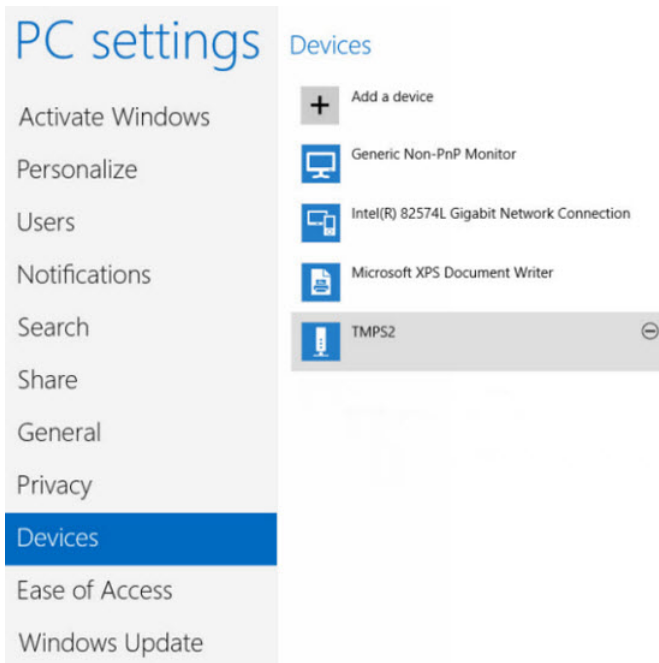 PC settings
Activate Windows
Personalize
Users
Notifications
Search
Share
General
Privacy
Devices
Ease of Access
Windows Update
Devices
Add a device
Generic Non-PnP Monitor
Intel(R) 82574L Gigabit Network Connection
Microsoft XPS Document Writer
TMPS2